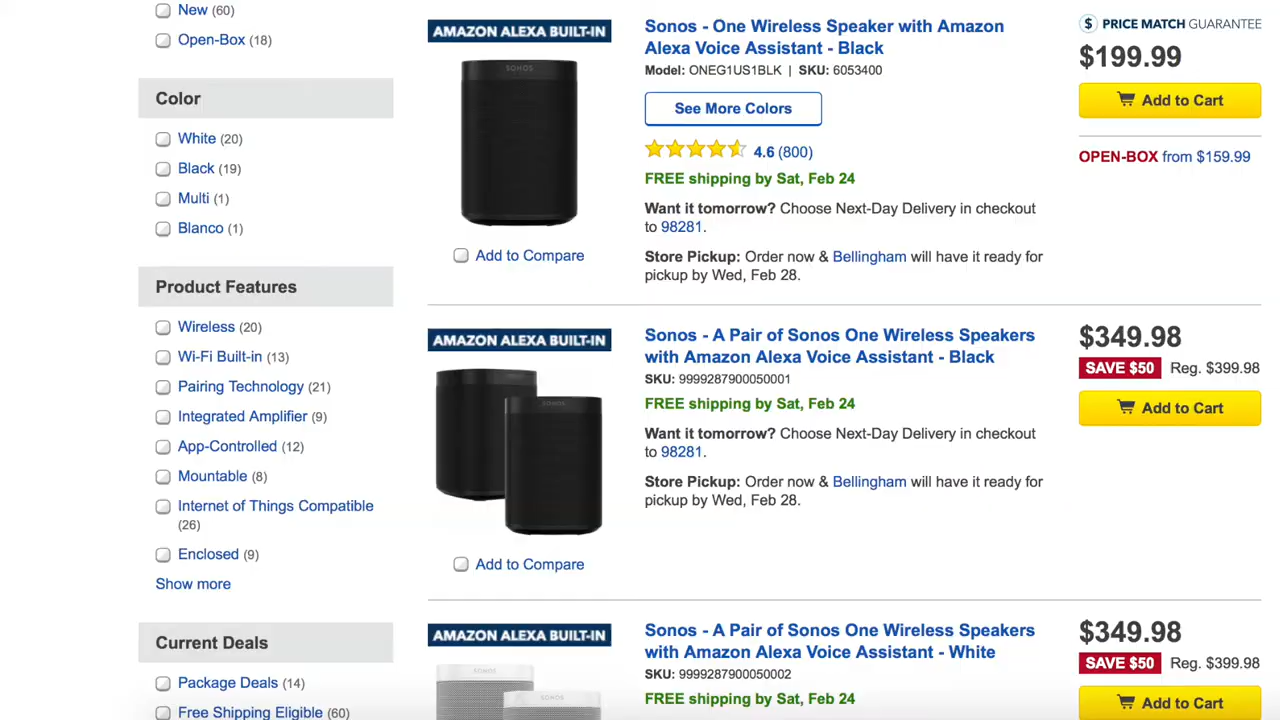 New (60)
Open-Box (18)
Color
White (20)
Black (19)
Multi (1)
Blanco (1)
Product Features
Wireless (20)
Wi-Fi Built-in (13)
Pairing Technology (21)
Integrated Amplifier (9)
App-Controlled (12)
Mountable (8)
Internet of Things Compatible
(26)
Enclosed (9)
Show more
Current Deals
Package Deals (14)
Free Shipping Eligible (60)
AMAZON ALEXA BUILT-IN
SONOS
Add to Compare
Sonos - One Wireless Speaker with Amazon
Alexa Voice Assistant - Black
Model: ONEG1US1BLK | SKU: 6053400
See More Colors
4.6 (800)
FREE shipping by Sat, Feb 24
Want it tomorrow? Choose Next-Day Delivery in checkout
to 98281.
Store Pickup: Order now & Bellingham will have it ready for
pickup by Wed, Feb 28.
$ PRICE MATCH GUARANTEE
$199.99
Add to Cart
OPEN-BOX from $159.99
AMAZON ALEXA BUILT-IN
SONOS
Add to Compare
Sonos - A Pair of Sonos One Wireless Speakers
with Amazon Alexa Voice Assistant - Black
SKU: 9999287900050001
FREE shipping by Sat, Feb 24
Want it tomorrow? Choose Next-Day Delivery in checkout
to 98281.
Store Pickup: Order now & Bellingham will have it ready for
pickup by Wed, Feb 28.
$349.98
SAVE $50 Reg. $399.98
Add to Cart
AMAZON ALEXA BUILT-IN
SONOS
SONOS
Sonos - A Pair of Sonos One Wireless Speakers
with Amazon Alexa Voice Assistant - White
SKU: 9999287900050002
FREE shipping by Sat, Feb 24
$349.98
SAVE $50 Reg. $399.98
Add to Cart